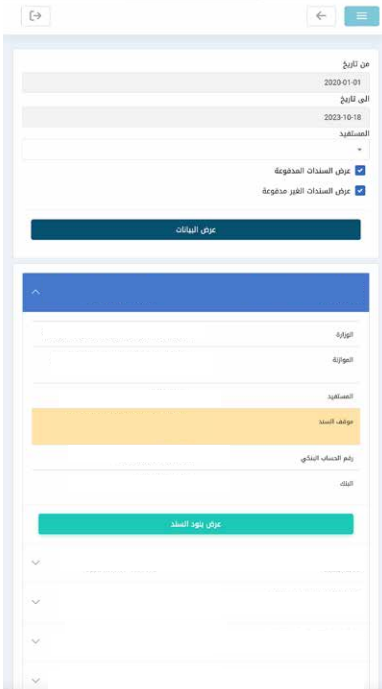 من تاريخ
2020-01-01
الى تاريخ
2023-10-18
المستفيد
عرض السندات المدفوعة
عرض السندات الغير مدفوعة
عرض البيانات
الوزارة
الموازنة
المستفيد
موقف السند
رقم الحساب البنكي
البنك
عرض بنود السند